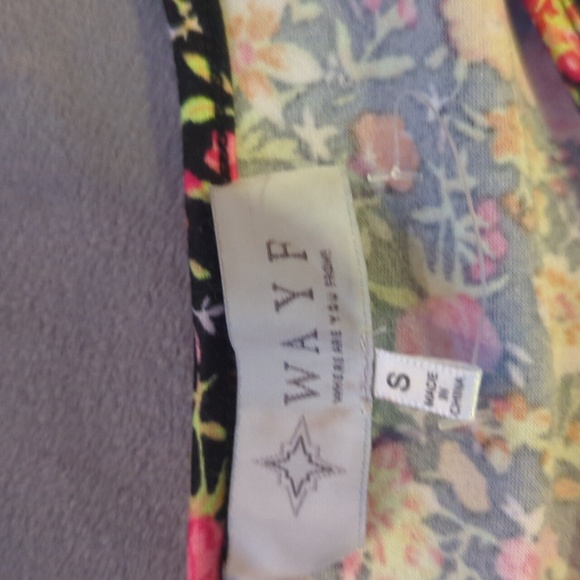 WAYF
WHERE ARE YOU FROM?
S
MADE
IN
CHINA